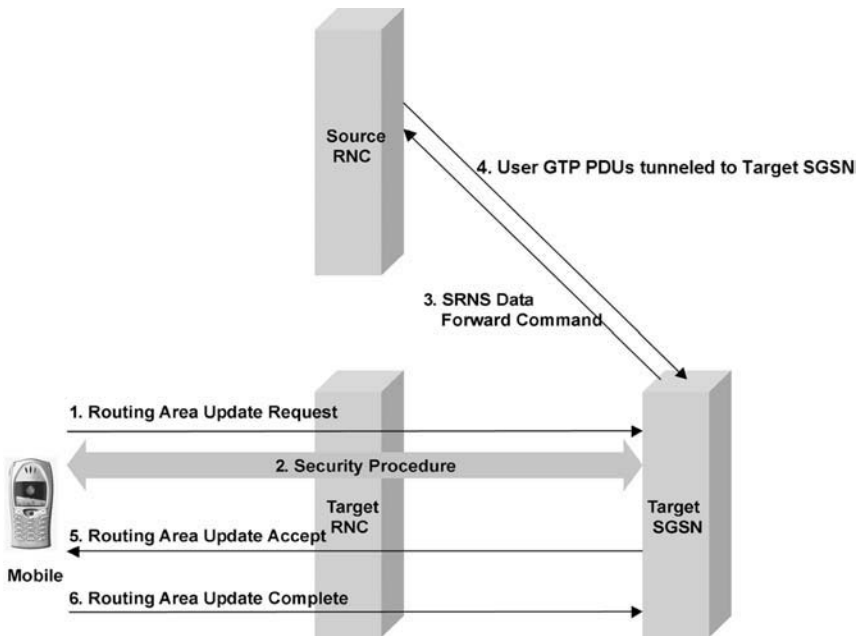 Source
RNC
4. User GTP PDUs tunneled to Target SGSN
3. SRNS Data
Forward Command
1. Routing Area Update Request
2. Security Procedure
Target
RNC
Target
SGSN
5. Routing Area Update Accept
Mobile
6. Routing Area Update Complete